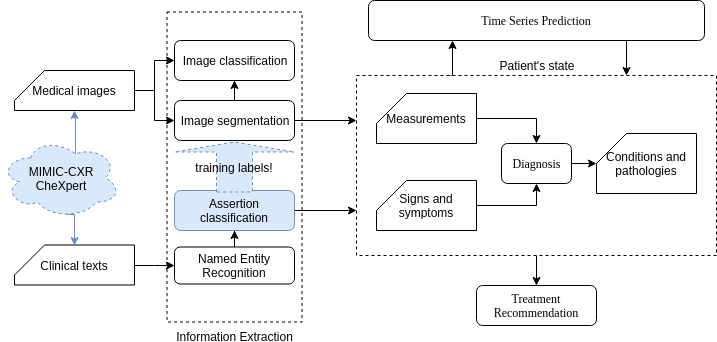 Time Series Prediction
Patient's state
Image classification
Medical images
Image segmentation
Measurements
MIMIC-CXR
CheXpert
training labels!
Diagnosis
Conditions and
pathologies
Assertion
classification
Signs and
symptoms
Clinical texts
Named Entity
Recognition
Treatment
Recommendation
Information Extraction